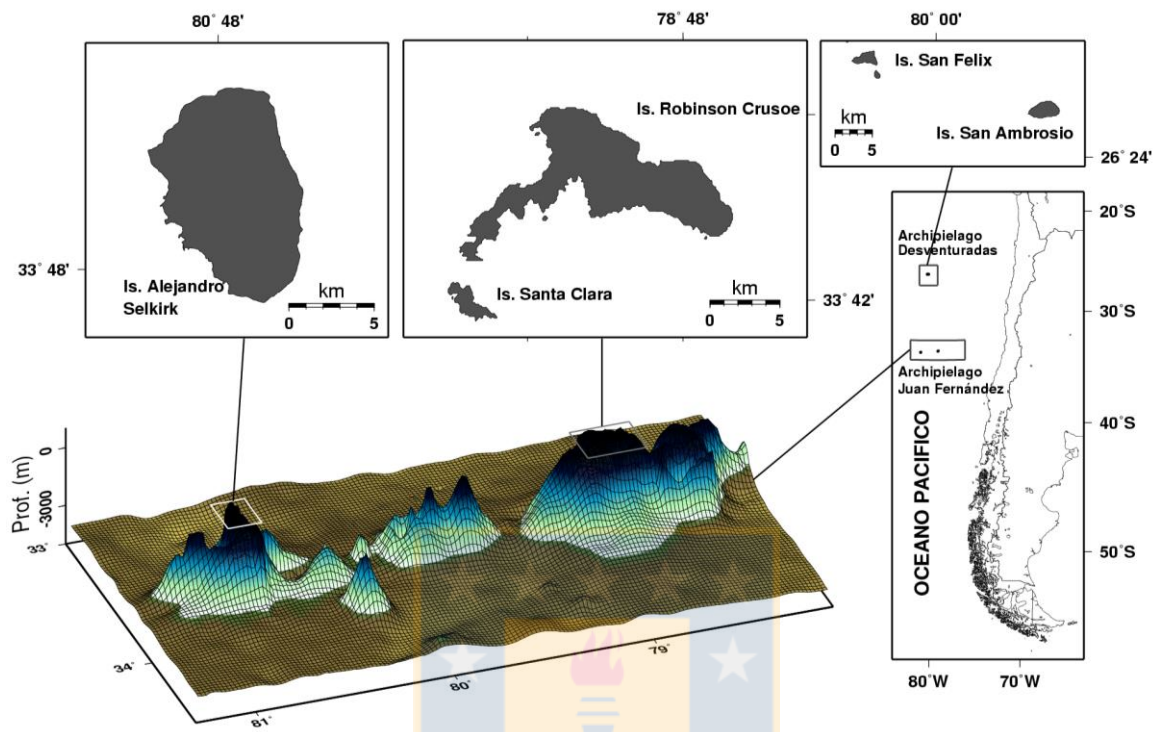 80° 48'
78° 48'
80° 00'
Is. San Felix
km
0 5
Is. San Ambrosio
26° 24'
Is. Robinson Crusoe
33° 48'
Is. Alejandro
Selkirk
km
0 5
Is. Santa Clara
km
0 5
33° 42'
Archipielago
Desventuradas
Archipielago
Juan Fernández
OCEANO PACIFICO
20°S
30°S
40°S
50°S
80°W
70°W
Prof. (m)
0
-3000
33°
34°
81°
80°
79°